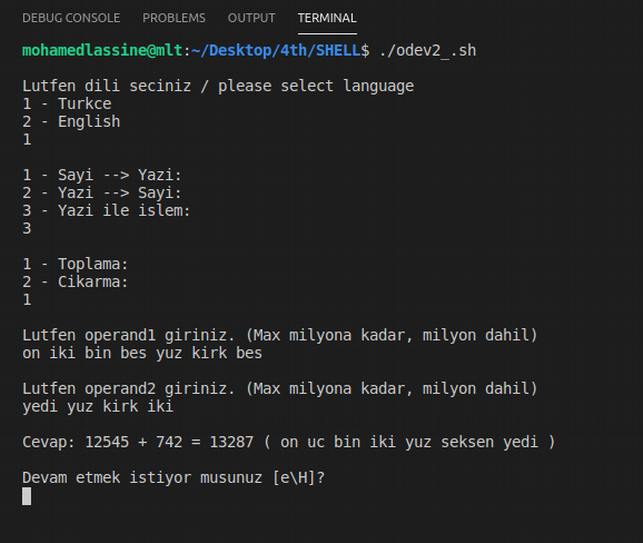 DEBUG CONSOLE PROBLEMS OUTPUT TERMINAL
mohamedlassine@mlt:~/Desktop/4th/SHELL$ ./odev2_.sh
Lutfen dili seciniz / please select language
1 - Turkce
2 - English
1
1 - Sayi --> Yazi:
2 - Yazi --> Sayi:
3 - Yazi ile islem:
3
1 - Toplama:
2 - Cikarma:
1
Lutfen operand1 giriniz. (Max milyona kadar, milyon dahil)
on iki bin bes yuz kirk bes
Lutfen operand2 giriniz. (Max milyona kadar, milyon dahil)
yedi yuz kirk iki
Cevap: 12545 + 742 = 13287 ( on uc bin iki yuz seksen yedi )
Devam etmek istiyor musunuz [e\H]?